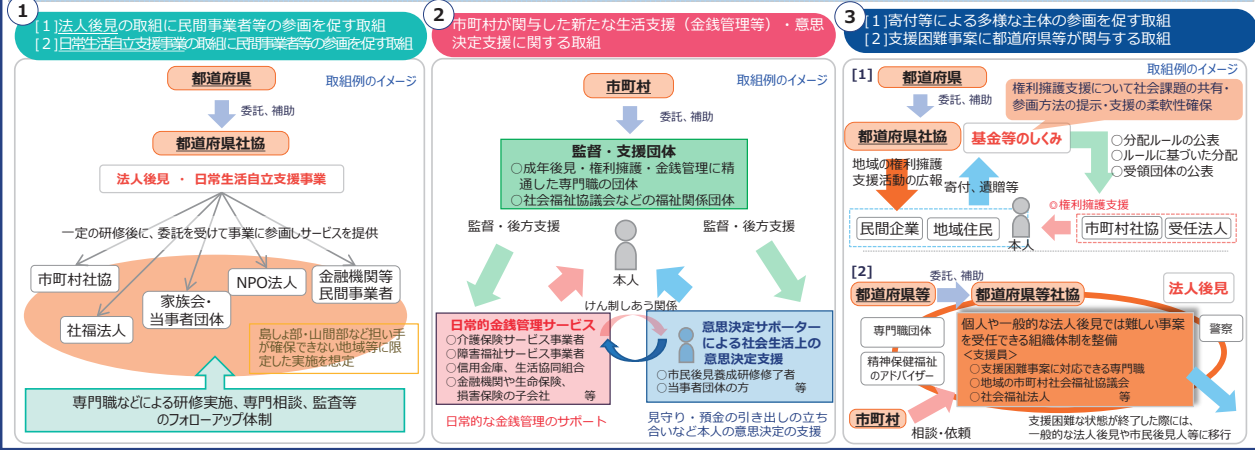 1
[1]法人後見の取組に民間事業者等の参画を促す取組
[2]日常生活自立支援事業の取組に民間事業者等の参画を促す取組
取組例のイメージ
都道府県
委託、補助
都道府県社協
法人後見 ・ 日常生活自立支援事業
一定の研修後に、委託を受けて事業に参画しサービスを提供
市町村社協
社福法人
家族会・
当事者団体
NPO法人
金融機関等
民間事業者
島しょ部・山間部など担い手
が確保できない地域等に限
定した実施を想定
専門職などによる研修実施、専門相談、監査等
のフォローアップ体制
2
市町村が関与した新たな生活支援（金銭管理等）・意思
決定支援に関する取組
取組例のイメージ
市町村
委託、補助
監督・支援団体
○成年後見・権利擁護・金銭管理に精
通した専門職の団体
○社会福祉協議会などの福祉関係団体
監督・後方支援
監督・後方支援
本人
けん制しあう関係
日常的金銭管理サービス
○介護保険サービス事業者
○障害福祉サービス事業者
○信用金庫、生活協同組合
○金融機関や生命保険、
損害保険の子会社 等
日常的な金銭管理のサポート
意思決定サポーター
による社会生活上の
意思決定支援
○市民後見養成研修修了者
○当事者団体の方 等
見守り・預金の引き出しの立ち
合いなど本人の意思決定の支援
3
[1]寄付等による多様な主体の参画を促す取組
[2]支援困難事案に都道府県等が関与する取組
取組例のイメージ
[1]
都道府県
委託、補助
権利擁護支援について社会課題の共有・
参画方法の提示・支援の柔軟性確保
都道府県社協
基金等のしくみ
○分配ルールの公表
○ルールに基づいた分配
○受領団体の公表
地域の権利擁護
支援活動の広報
寄付、遺贈等
◎権利擁護支援
民間企業
地域住民
本人
市町村社協
受任法人
[2]
委託、補助
都道府県等
都道府県等社協
法人後見
専門職団体
精神保健福祉
のアドバイザー
個人や一般的な法人後見では難しい事案
を受任できる組織体制を整備
＜支援員＞
○支援困難事案に対応できる専門職
○地域の市町村社会福祉協議会
○社会福祉法人 等
警察
市町村
相談・依頼
支援困難な状態が終了した際には、
一般的な法人後見や市民後見人等に移行